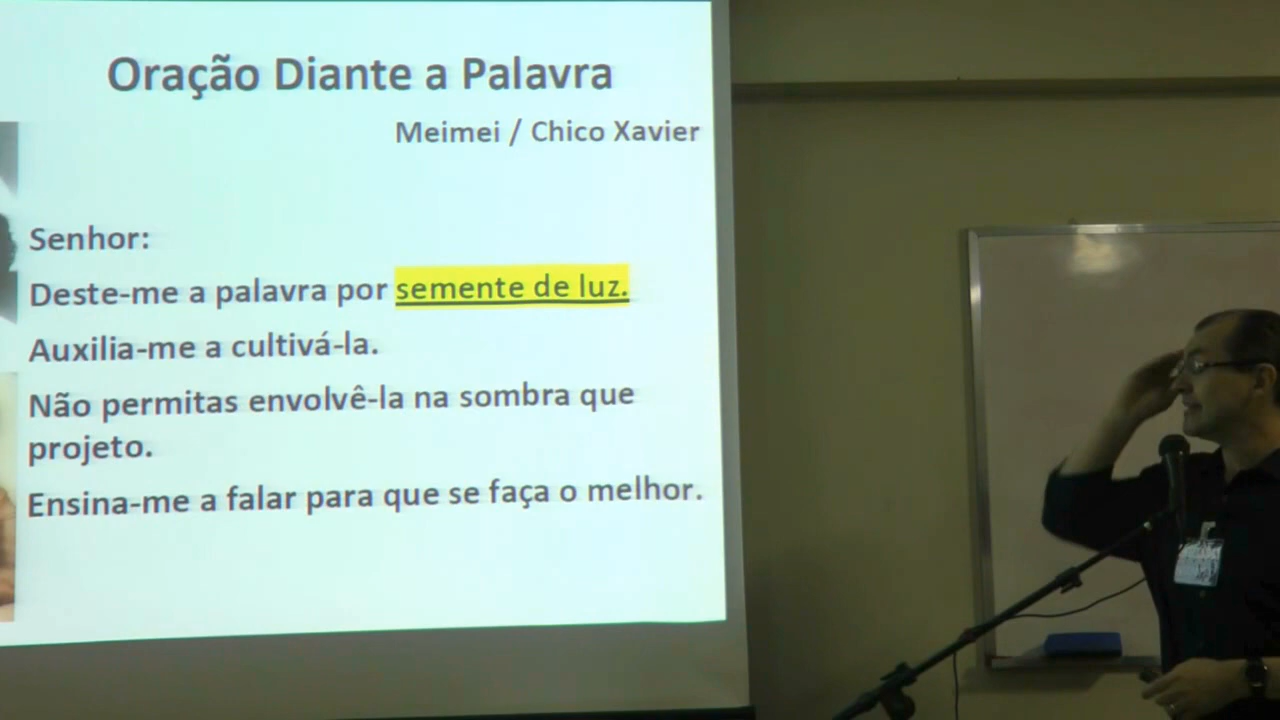 Oração Diante a Palavra
Meimei / Chico Xavier
Senhor:
Deste-me a palavra por semente de luz.
Auxilia-me a cultivá-la.
Não permitas envolvê-la na sombra que
projeto.
Ensina-me a falar para que se faça o melhor.